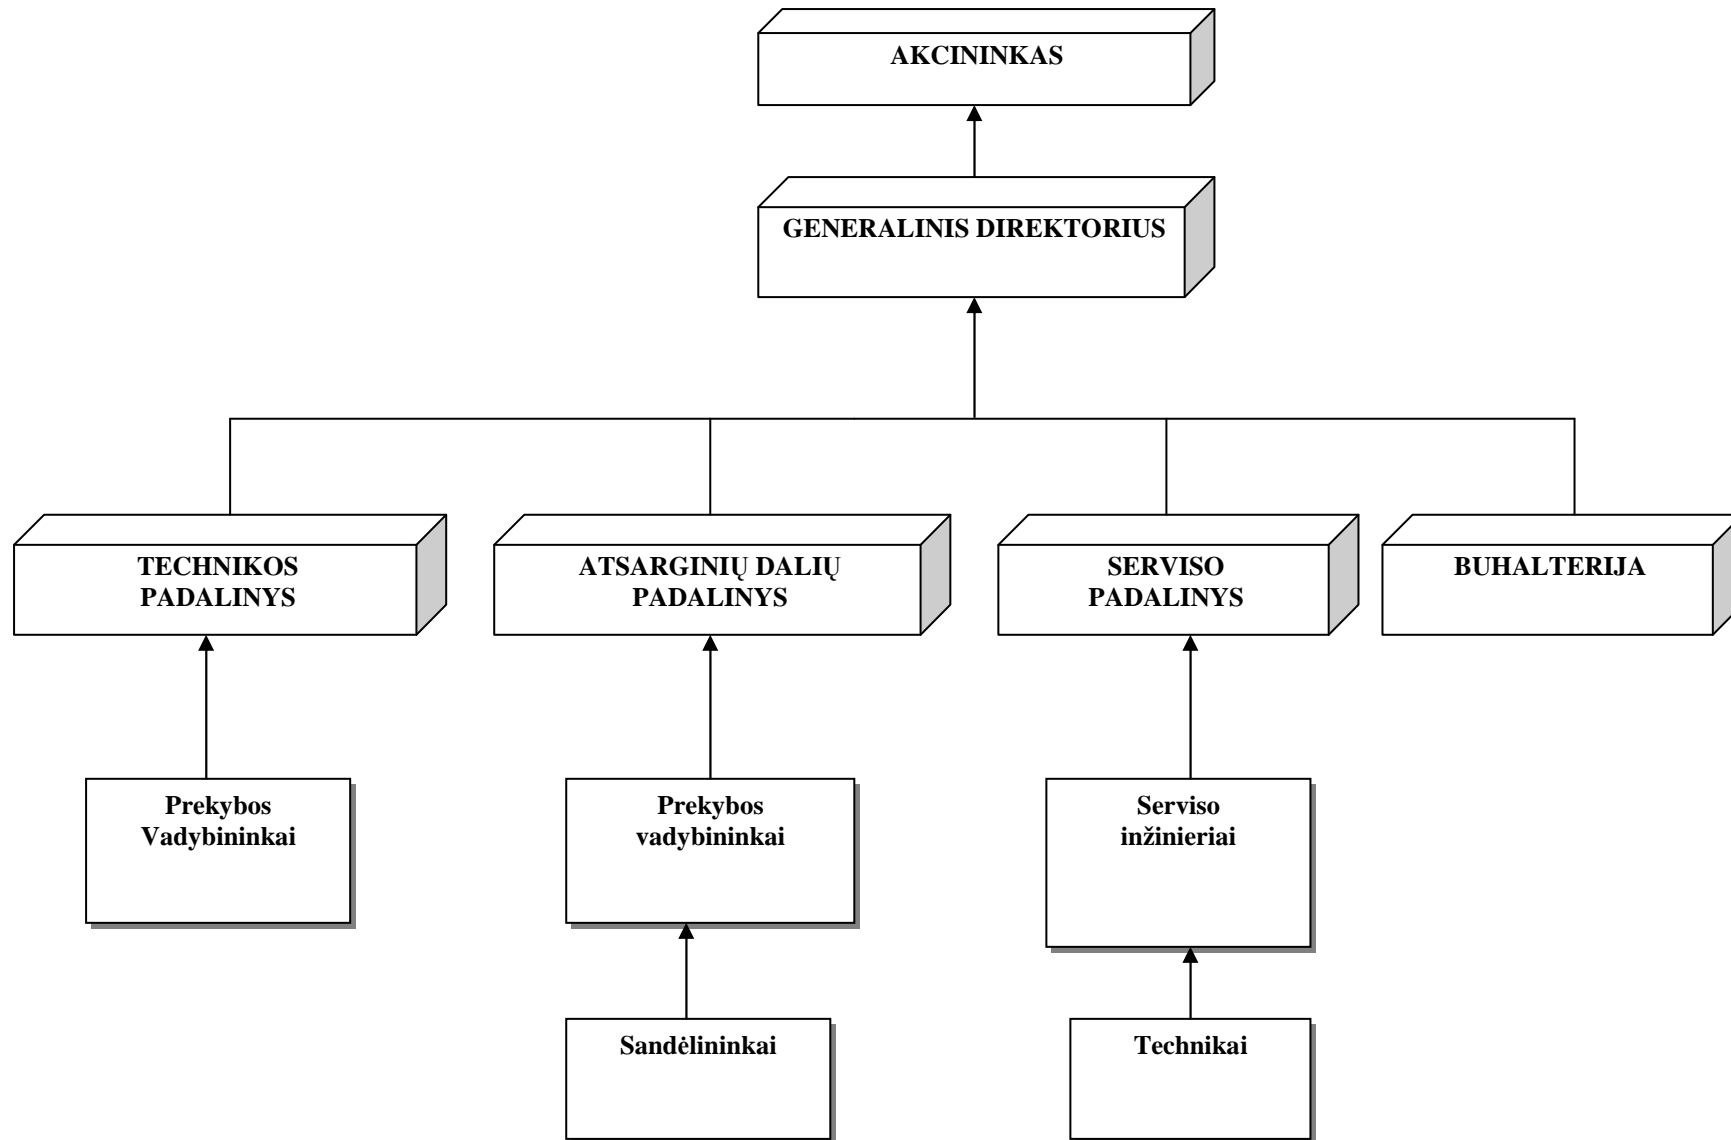 AKCININKAS
GENERALINIS DIREKTORIUS
TECHNIKOS
PADALINYS
ATSARGINIŲ DALIŲ
PADALINYS
SERVISO
PADALINYS
BUHALTERIJA
Prekybos
Vadybininkai
Prekybos
vadybininkai
Serviso
inžinieriai
Sandėlininkai
Technikai